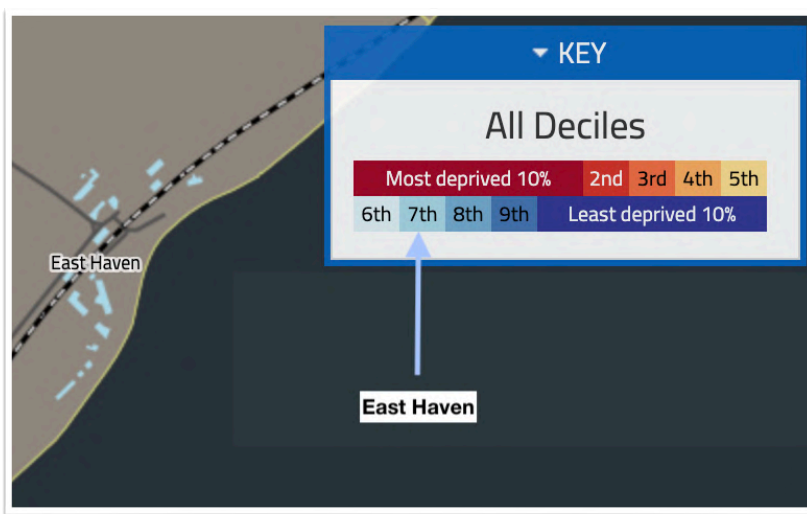 KEY
All Deciles
Most deprived 10% 2nd 3rd 4th 5th
6th 7th 8th 9th Least deprived 10%
East Haven
East Haven